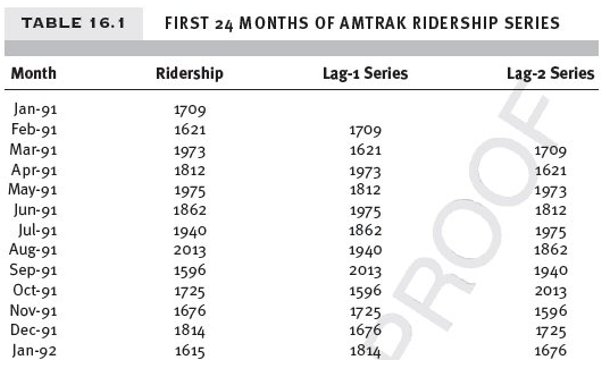 TABLE 16.1 FIRST 24 MONTHS OF AMTRAK RIDERSHIP SERIES
Month Ridership Lag-1 Series Lag-2 Series
Jan-91 1709
Feb-91 1621 1709
Mar-91 1973 1621 1709
Apr-91 1812 1973 1621
May-91 1975 1812 1973
Jun-91 1862 1975 1812
Jul-91 1940 1862 1975
Aug-91 2013 1940 1862
Sep-91 1596 2013 1940
Oct-91 1725 1596 2013
Nov-91 1676 1725 1596
Dec-91 1814 1676 1725
Jan-92 1615 1814 1676
PROOF